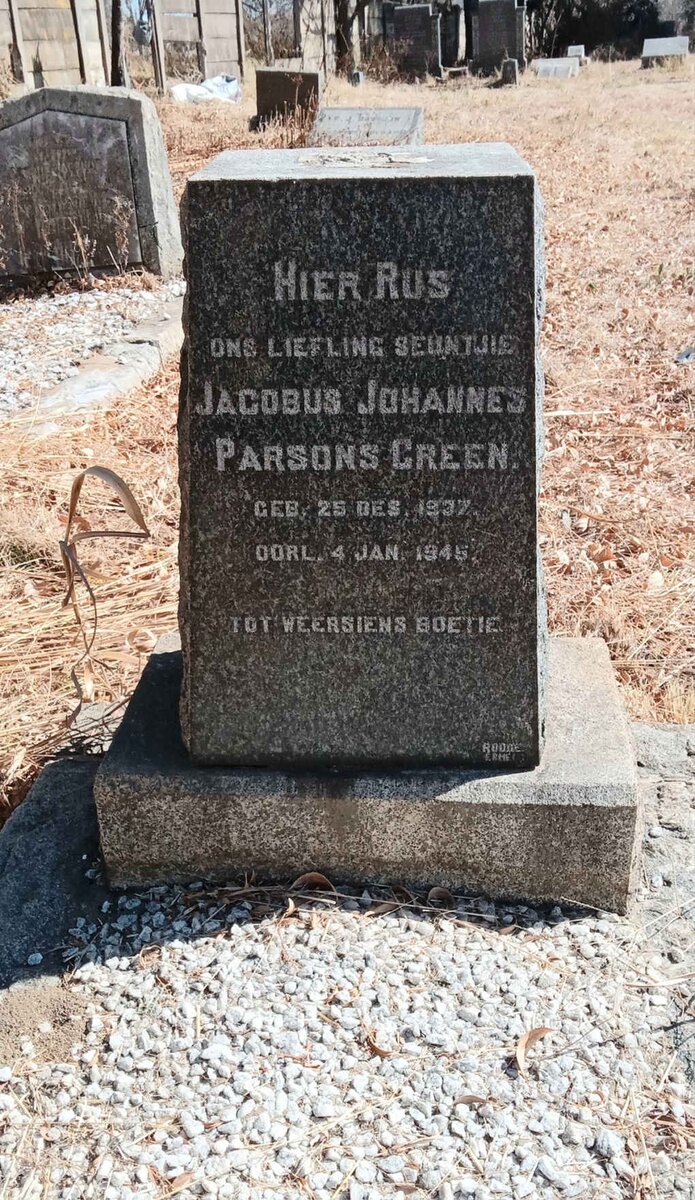 HIER RUS
ONS LIEFLING SEUNTJIE
JACOBUS JOHANNES
PARSONS GREEN.
GEB. 25 DES. 1937.
OORL. 4 JAN. 1945.
TOT WEERSIENS BOETIE.